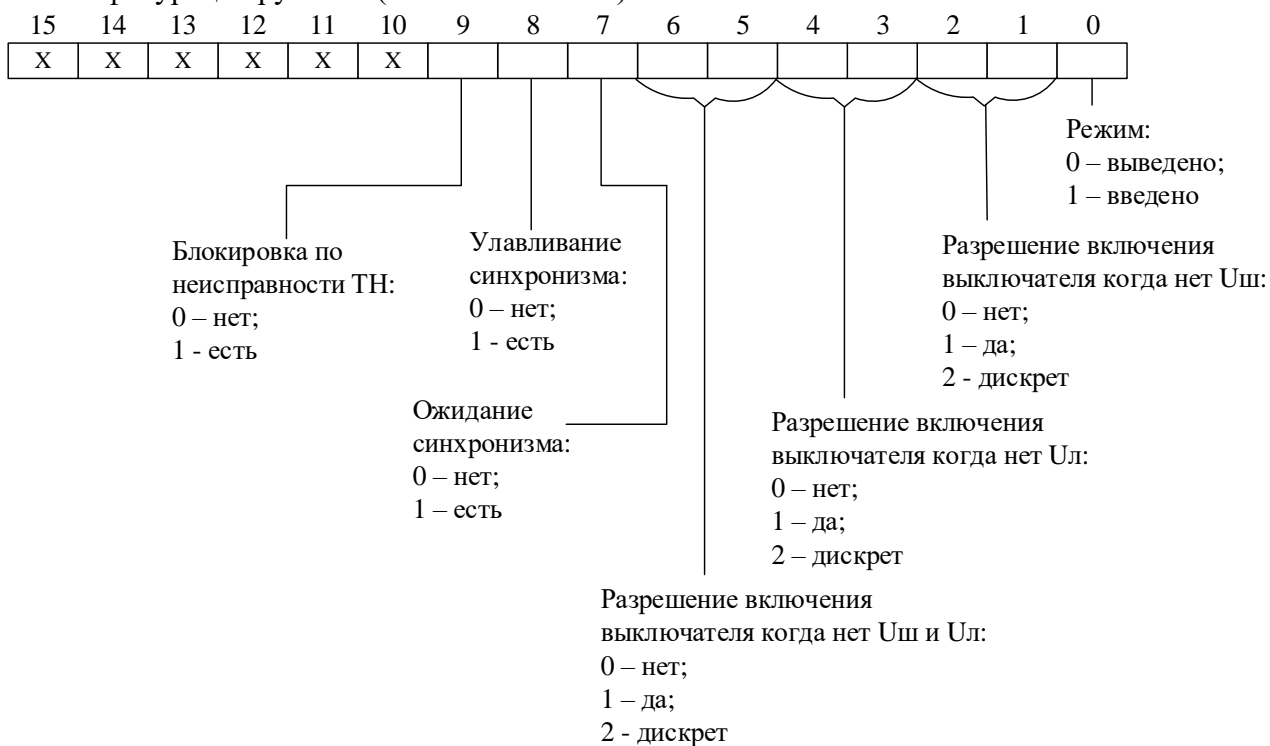 15 14 13 12 11 10 9 8 7 6 5 4 3 2 1 0
X X X X X X
Режим:
0 – выведено;
1 – введено
Разрешение включения
выключателя когда нет Uш:
0 – нет;
1 – да;
2 - дискрет
Блокировка по
неисправности ТН:
0 – нет;
1 - есть
Улавливание
синхронизма:
0 – нет;
1 - есть
Ожидание
синхронизма:
0 – нет;
1 – есть
Разрешение включения
выключателя когда нет Uл:
0 – нет;
1 – да;
2 – дискрет
Разрешение включения
выключателя когда нет Uш и Uл:
0 – нет;
1 – да;
2 - дискрет